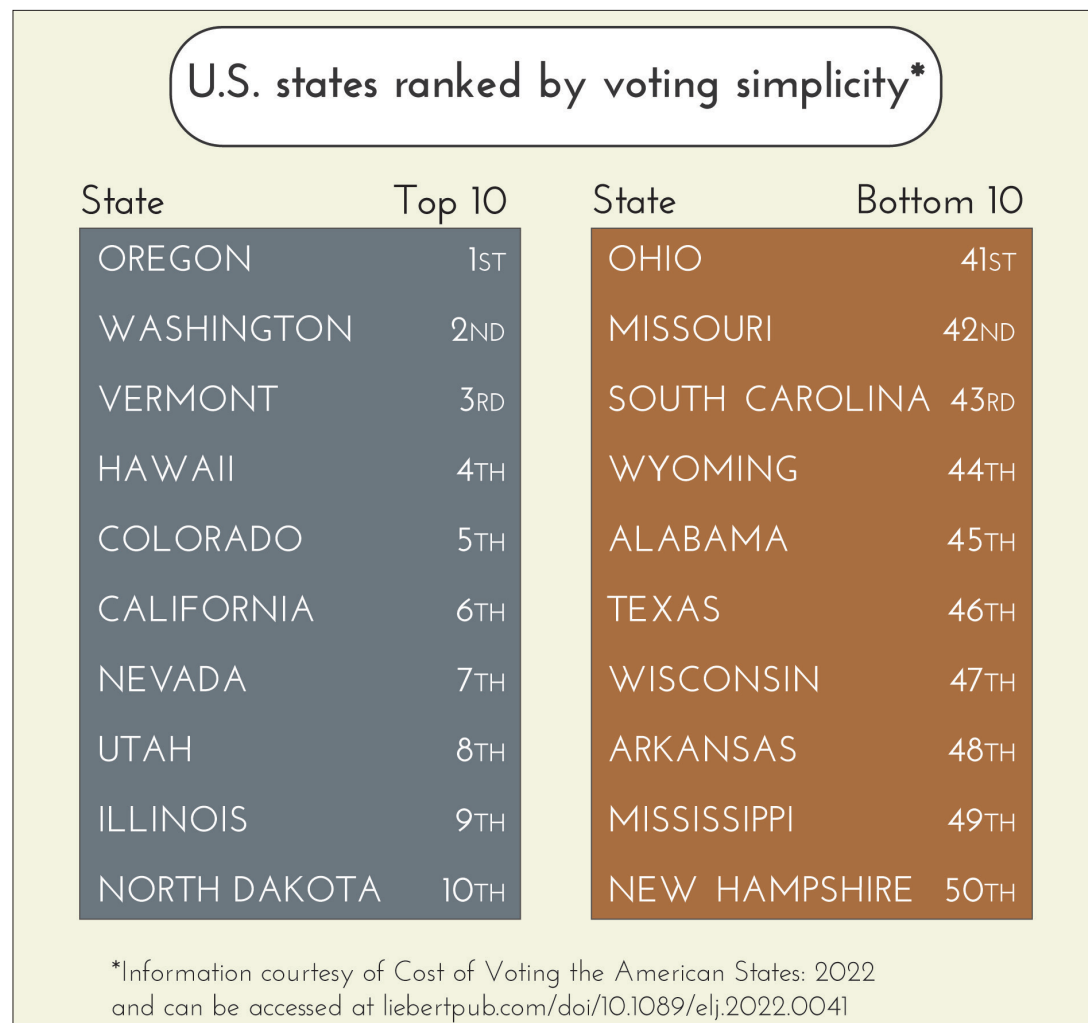 U.S. states ranked by voting simplicity*
State Top 10
OREGON 1ST
WASHINGTON 2ND
VERMONT 3RD
HAWAII 4TH
COLORADO 5TH
CALIFORNIA 6TH
NEVADA 7TH
UTAH 8TH
ILLINOIS 9TH
NORTH DAKOTA 10TH
State Bottom 10
OHIO 41ST
MISSOURI 42ND
SOUTH CAROLINA 43RD
WYOMING 44TH
ALABAMA 45TH
TEXAS 46TH
WISCONSIN 47TH
ARKANSAS 48TH
MISSISSIPPI 49TH
NEW HAMPSHIRE 50TH
*Information courtesy of Cost of Voting the American States: 2022
and can be accessed at liebertpub.com/doi/10.1089/elj.2022.0041